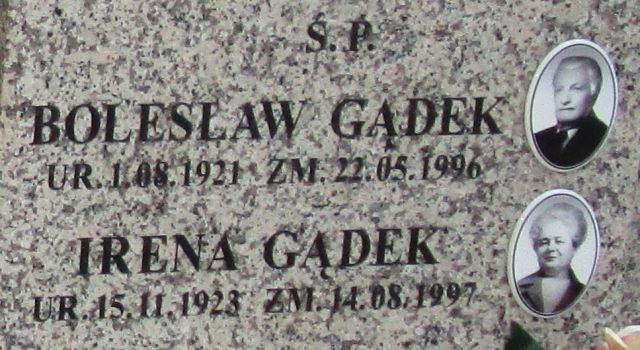 Ś.P.
BOLESŁAW GĄDEK
UR.1.08.1921 ZM.22.05.1996
IRENA GĄDEK
UR.15.11.1923 ZM.14.08.1997